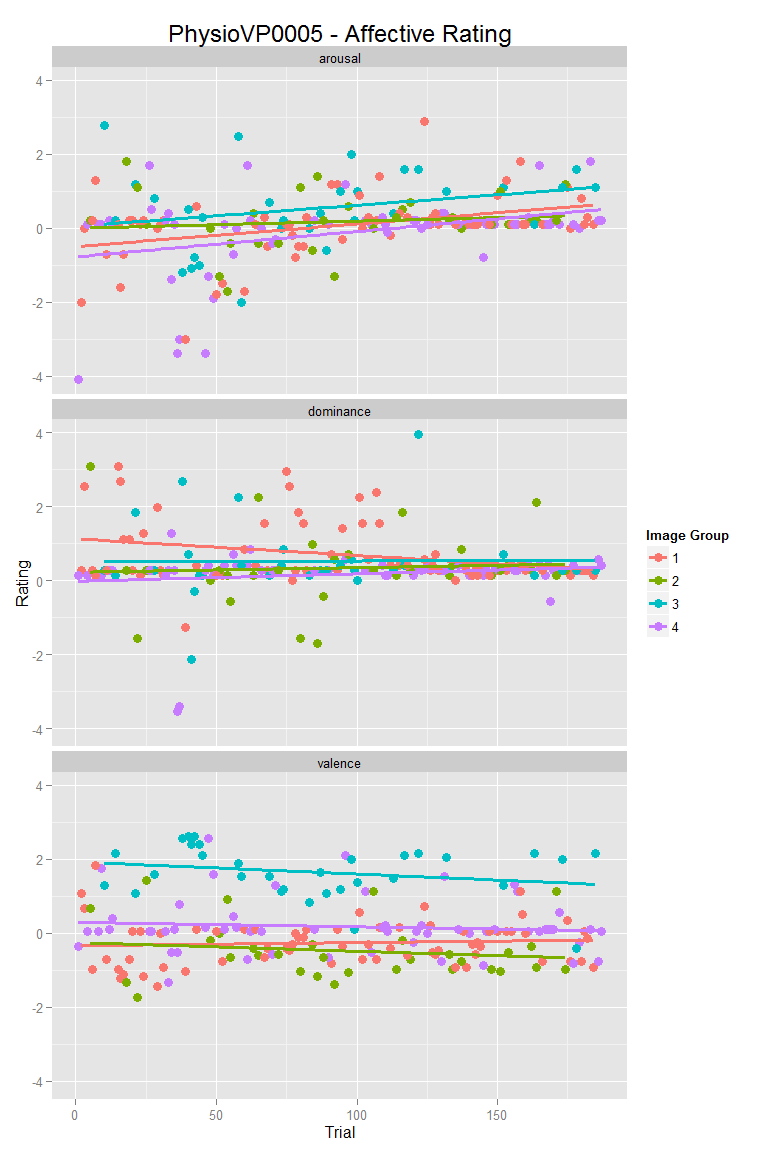 PhysioVP0005 - Affective Rating
arousal
4
2
0
-2
-4
dominance
4
2
0
-2
-4
valence
4
2
0
-2
-4
0 50 100 150
Trial
Rating
Image Group
1
2
3
4